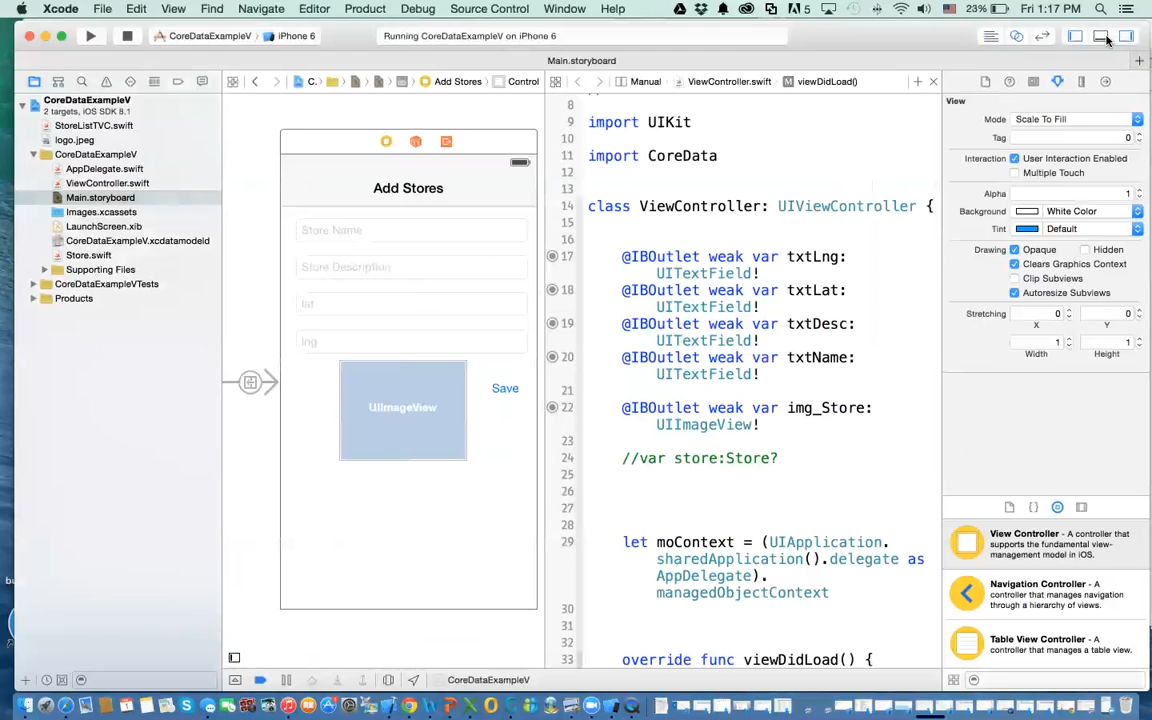 Xcode File Edit View Find Navigate Editor Product Debug Source Control Window Help 5 23% Fri 1:17 PM
CoreDataExampleV iPhone 6 Running CoreDataExampleV on iPhone 6
Main.storyboard
C. Add Stores Control Manual ViewController.swift viewDidLoad()
CoreDataExampleV
2 targets, iOS SDK 8.1
StoreListTVC.swift
logo.jpeg
CoreDataExampleV
AppDelegate.swift
ViewController.swift
Main.storyboard
Images.xcassets
LaunchScreen.xib
CoreDataExampleV.xcdatamodeld
Store.swift
Supporting Files
CoreDataExampleVTests
Products
Add Stores
Store Name
Store Description
lat
lng
UIImageView
Save
8
9 import UIKit
10
11 import CoreData
12
13
14 class ViewController: UIViewController {
15
16
17 @IBOutlet weak var txtLng:
UITextField!
18 @IBOutlet weak var txtLat:
UITextField!
19 @IBOutlet weak var txtDesc:
UITextField!
20 @IBOutlet weak var txtName:
UITextField!
21
22 @IBOutlet weak var img_Store:
UIImageView!
23
24 //var store:Store?
25
26
27
28
29 let moContext = (UIApplication.
sharedApplication().delegate as
AppDelegate).
managedObjectContext
30
31
32
33 override func viewDidLoad() {
View
Mode Scale To Fill
Tag 0
Interaction User Interaction Enabled
Multiple Touch
Alpha 1
Background White Color
Tint Default
Drawing Opaque Hidden
Clears Graphics Context
Clip Subviews
Autoresize Subviews
Stretching 0 0
X Y
1 1
Width Height
View Controller - A controller that supports the fundamental view-management model in iOS.
Navigation Controller - A controller that manages navigation through a hierarchy of views.
Table View Controller - A controller that manages a table view.
CoreDataExampleV